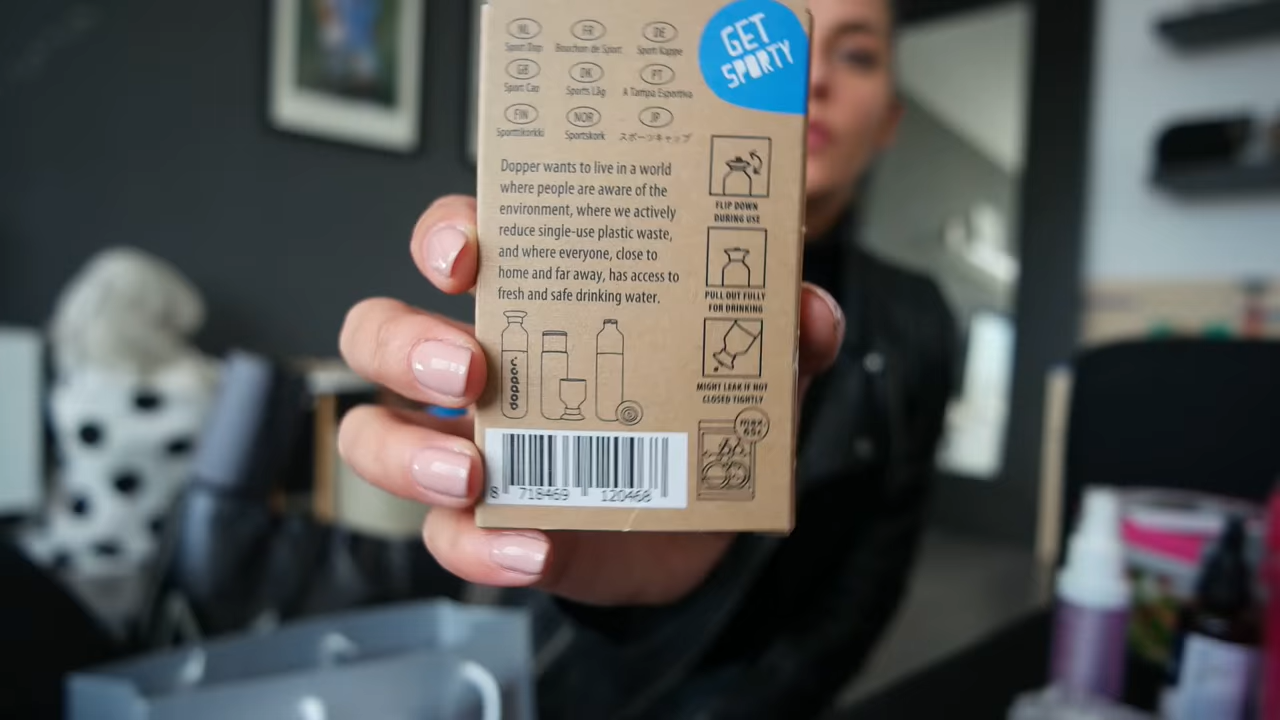 NL FR DE
Sport Dop Bouchon de Sport Sport Kappe
GB DK PT
Sport Cap Sports Låg A Tampa Esportiva
FIN NOR JP
Sporttikorkki Sportskork スポーツキャップ
GET
SPORTY
Dopper wants to live in a world
where people are aware of the
environment, where we actively
reduce single-use plastic waste,
and where everyone, close to
home and far away, has access to
fresh and safe drinking water.
FLIP DOWN
DURING USE
PULL OUT FULLY
FOR DRINKING
MIGHT LEAK IF NOT
CLOSED TIGHTLY
dopper.
max.
65°
8 718469 120468